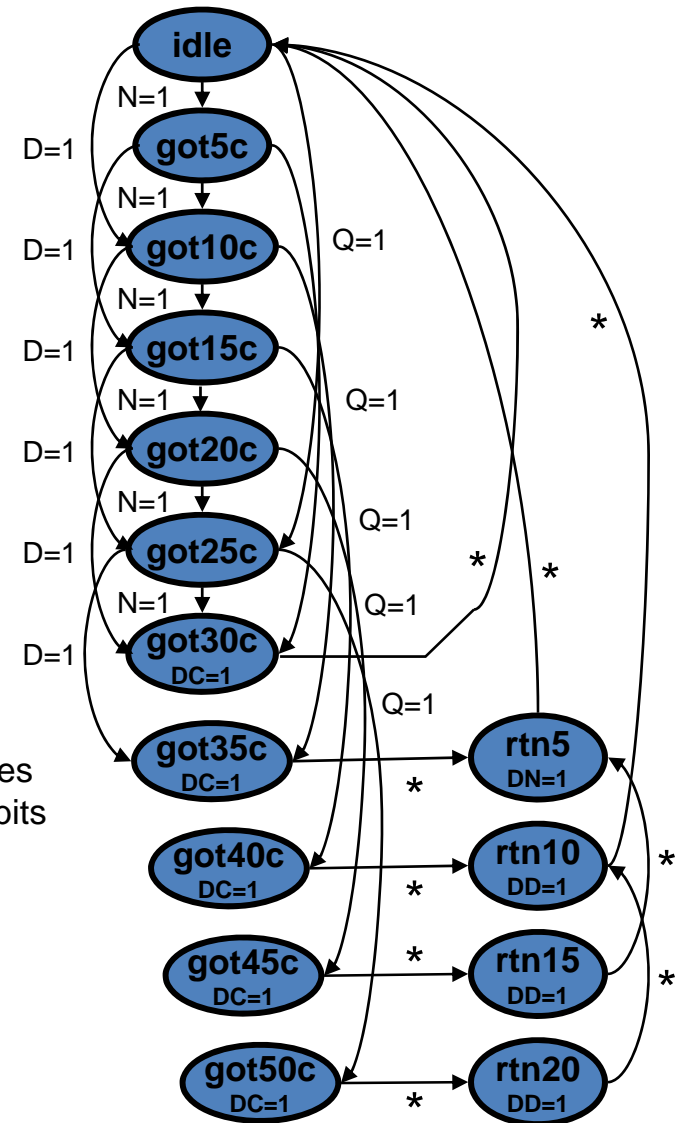 idle
N=1
D=1
got5c
N=1
D=1
got10c
Q=1
N=1
*
D=1
got15c
N=1
Q=1
D=1
got20c
N=1
Q=1
D=1
got25c
*
*
N=1
Q=1
D=1
got30c
DC=1
Q=1
got35c
DC=1
*
rtn5
DN=1
es
bits
got40c
DC=1
*
rtn10
DD=1
*
got45c
DC=1
*
rtn15
DD=1
*
got50c
DC=1
*
rtn20
DD=1